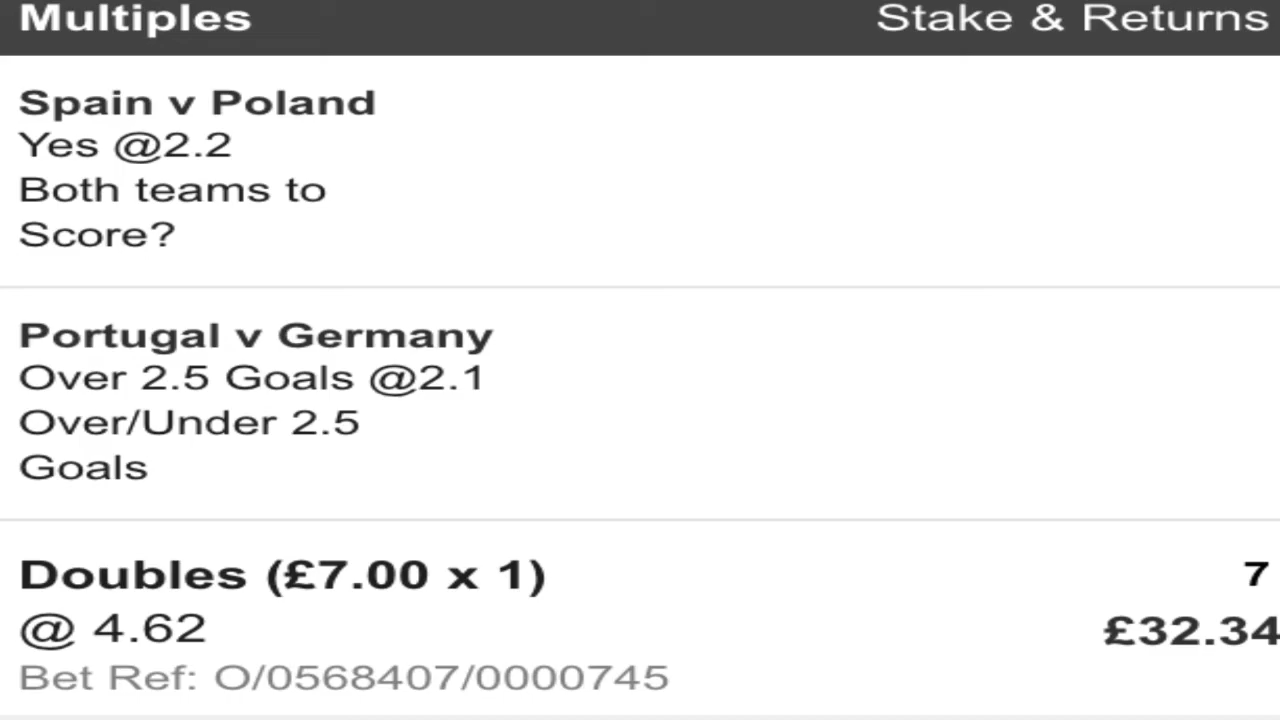 Multiples Stake & Returns
Spain v Poland
Yes @2.2
Both teams to
Score?
Portugal v Germany
Over 2.5 Goals @2.1
Over/Under 2.5
Goals
Doubles (£7.00 x 1) 7
@ 4.62 £32.34
Bet Ref: O/0568407/0000745